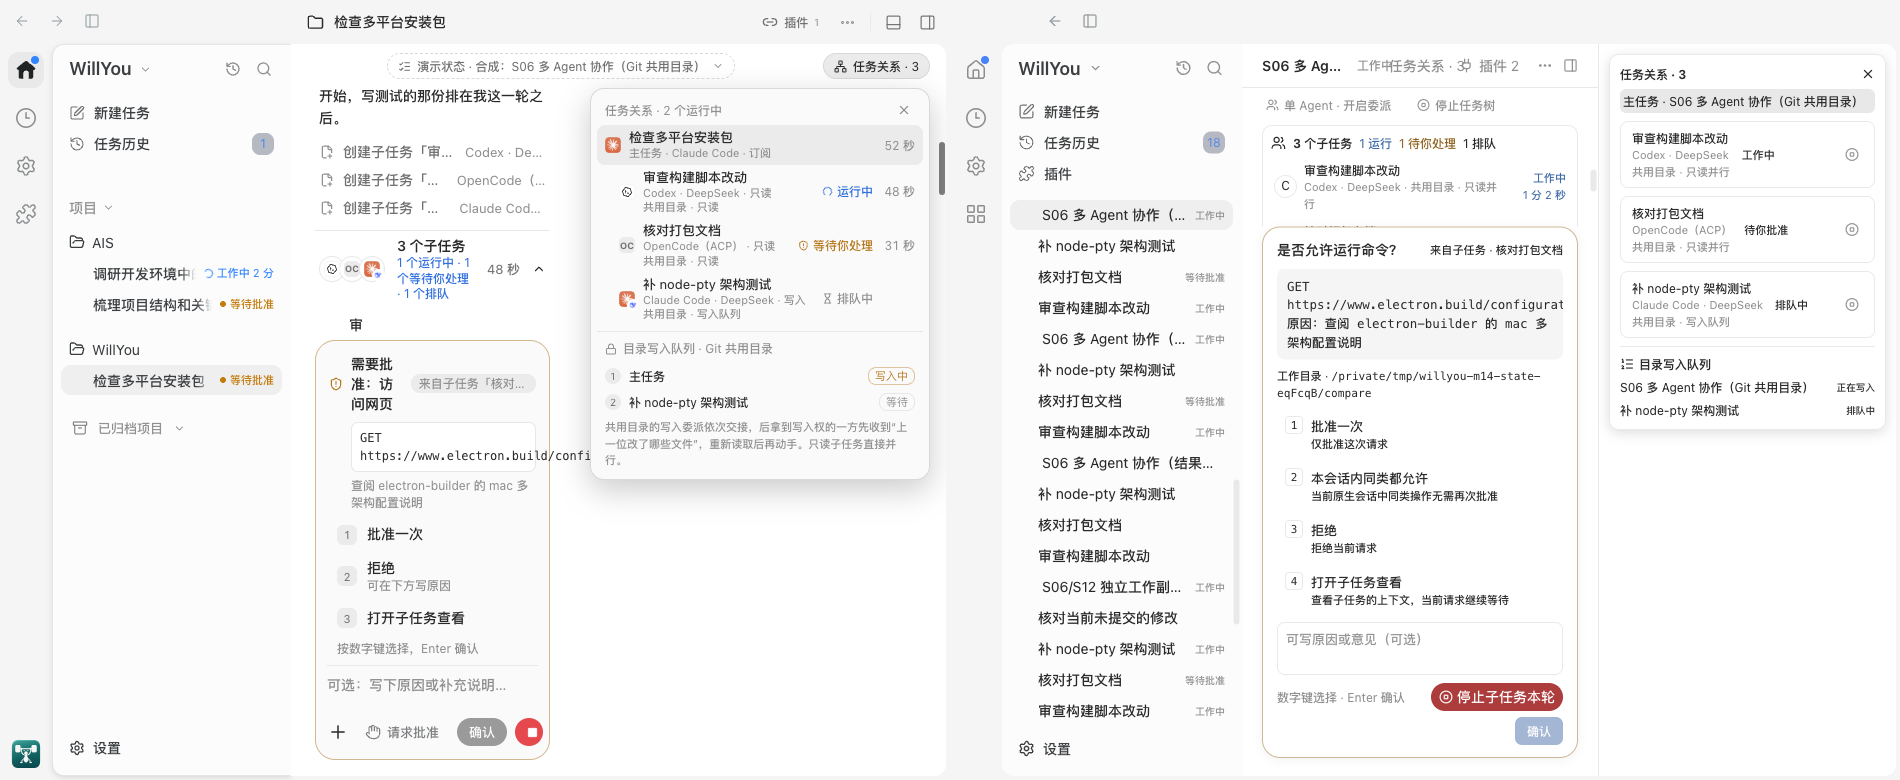 检查多平台安装包
插件 1
WillYou
新建任务
任务历史
1
项目
AIS
调研开发环境中
工作中 2 分
梳理项目结构和关
等待批准
WillYou
检查多平台安装包
等待批准
已归档项目
设置
演示状态 · 合成：S06 多 Agent 协作（Git 共用目录）
任务关系 · 3
开始，写测试的那份排在我这一轮之
后。
创建子任务「审... Codex · De...
创建子任务「... OpenCode（...
创建子任务「... Claude Cod...
OC
3 个子任务
1 个运行中 · 1
个等待你处理
· 1 个排队
48 秒
审
需要批
准：访
问网页
来自子任务「核对...
GET
https://www.electron.build/confi
查阅 electron-builder 的 mac 多
架构配置说明
1 批准一次
2 拒绝
可在下方写原因
3 打开子任务查看
按数字键选择，Enter 确认
可选：写下原因或补充说明...
请求批准
确认
任务关系 · 2 个运行中
检查多平台安装包
主任务 · Claude Code · 订阅
52 秒
审查构建脚本改动
Codex · DeepSeek · 只读
共用目录 · 只读
运行中 48 秒
OC
核对打包文档
OpenCode（ACP） · 只读
共用目录 · 只读
等待你处理 31 秒
补 node-pty 架构测试
Claude Code · DeepSeek · 写入
共用目录 · 写入队列
排队中
目录写入队列 · Git 共用目录
1 主任务 写入中
2 补 node-pty 架构测试 等待
共用目录的写入委派依次交接，后拿到写入权的一方先收到“上
一位改了哪些文件”，重新读取后再动手。只读子任务直接并
行。
WillYou
新建任务
任务历史
18
插件
S06 多 Agent 协作（... 工作中
补 node-pty 架构测试
核对打包文档 等待批准
审查构建脚本改动 工作中
S06 多 Agent 协作（... 工作中
补 node-pty 架构测试
核对打包文档 等待批准
审查构建脚本改动 工作中
S06 多 Agent 协作（结果...
补 node-pty 架构测试
核对打包文档
审查构建脚本改动
S06/S12 独立工作副... 工作中
核对当前未提交的修改
补 node-pty 架构测试 工作中
核对打包文档 等待批准
审查构建脚本改动 工作中
设置
S06 多 Ag...
工作中
任务关系 · 3
插件 2
单 Agent · 开启委派
停止任务树
3 个子任务 1 运行 1 待你处理 1 排队
C
审查构建脚本改动
Codex · DeepSeek · 共用目录 · 只读并
行
工作中
1 分 2 秒
是否允许运行命令？
来自子任务 · 核对打包文档
GET
https://www.electron.build/configurat
原因：查阅 electron-builder 的 mac 多
架构配置说明
工作目录 · /private/tmp/willyou-m14-state-
eqFcqB/compare
1 批准一次
仅批准这次请求
2 本会话内同类都允许
当前原生会话中同类操作无需再次批准
3 拒绝
拒绝当前请求
4 打开子任务查看
查看子任务的上下文，当前请求继续等待
可写原因或意见（可选）
数字键选择 · Enter 确认
停止子任务本轮
确认
任务关系 · 3
主任务 · S06 多 Agent 协作（Git 共用目录）
审查构建脚本改动
Codex · DeepSeek 工作中
共用目录 · 只读并行
核对打包文档
OpenCode（ACP） 待你批准
共用目录 · 只读并行
补 node-pty 架构测试
Claude Code · DeepSeek 排队中
共用目录 · 写入队列
目录写入队列
S06 多 Agent 协作（Git 共用目录） 正在写入
补 node-pty 架构测试 排队中